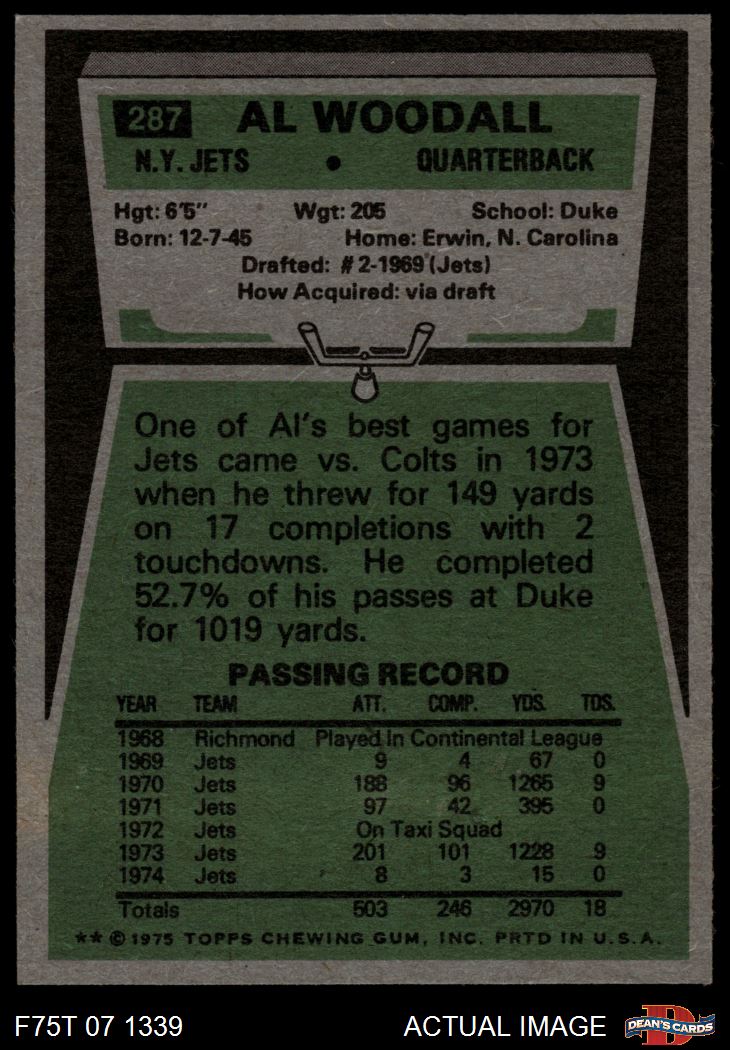 287 AL WOODALL
N.Y. JETS • QUARTERBACK
Hgt: 6'5" Wgt: 205 School: Duke
Born: 12-7-45 Home: Erwin, N. Carolina
Drafted: #2-1969 (Jets)
How Acquired: via draft
One of Al's best games for
Jets came vs. Colts in 1973
when he threw for 149 yards
on 17 completions with 2
touchdowns. He completed
52.7% of his passes at Duke
for 1019 yards.
PASSING RECORD
YEAR TEAM ATT. COMP. YDS. TDS.
1968 Richmond Played In Continental League
1969 Jets 9 4 67 0
1970 Jets 188 96 1265 9
1971 Jets 97 42 395 0
1972 Jets On Taxi Squad
1973 Jets 201 101 1228 9
1974 Jets 8 3 15 0
Totals 503 246 2970 18
**©1975 TOPPS CHEWING GUM, INC. PRTD IN U.S.A.
F75T 07 1339 ACTUAL IMAGE D DEAN'S CARDS